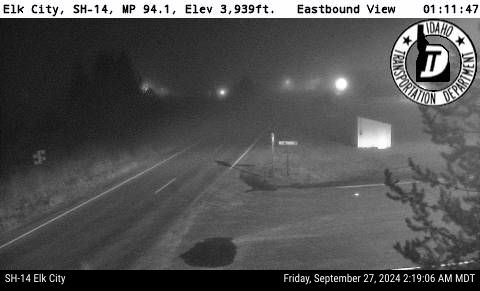 Elk City, SH-14, MP 94.1, Elev 3,939ft.   Eastbound View   01:11:47
IDAHO
TRANSPORTATION DEPARTMENT
SH-14 Elk City
Friday, September 27, 2024 2:19:06 AM MDT